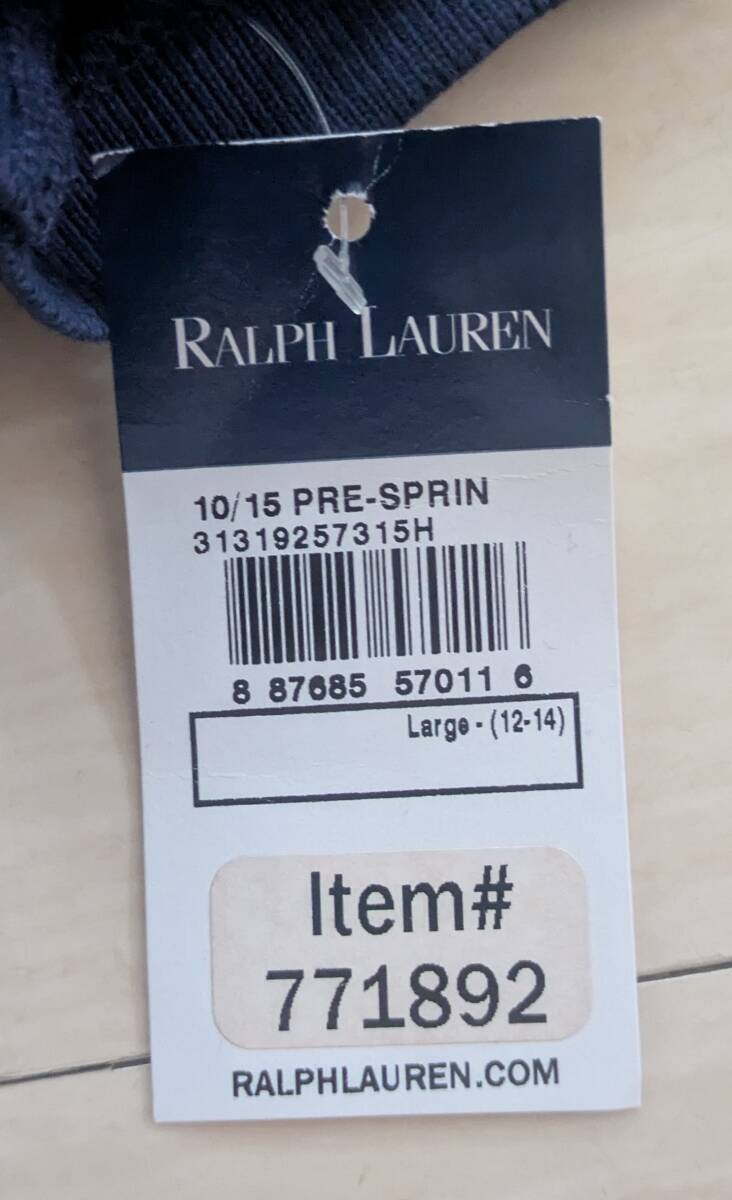 RALPH LAUREN
10/15 PRE-SPRIN
31319257315H
8 87685 57011 6
Large - (12-14)
Item#
771892
RALPHLAUREN.COM